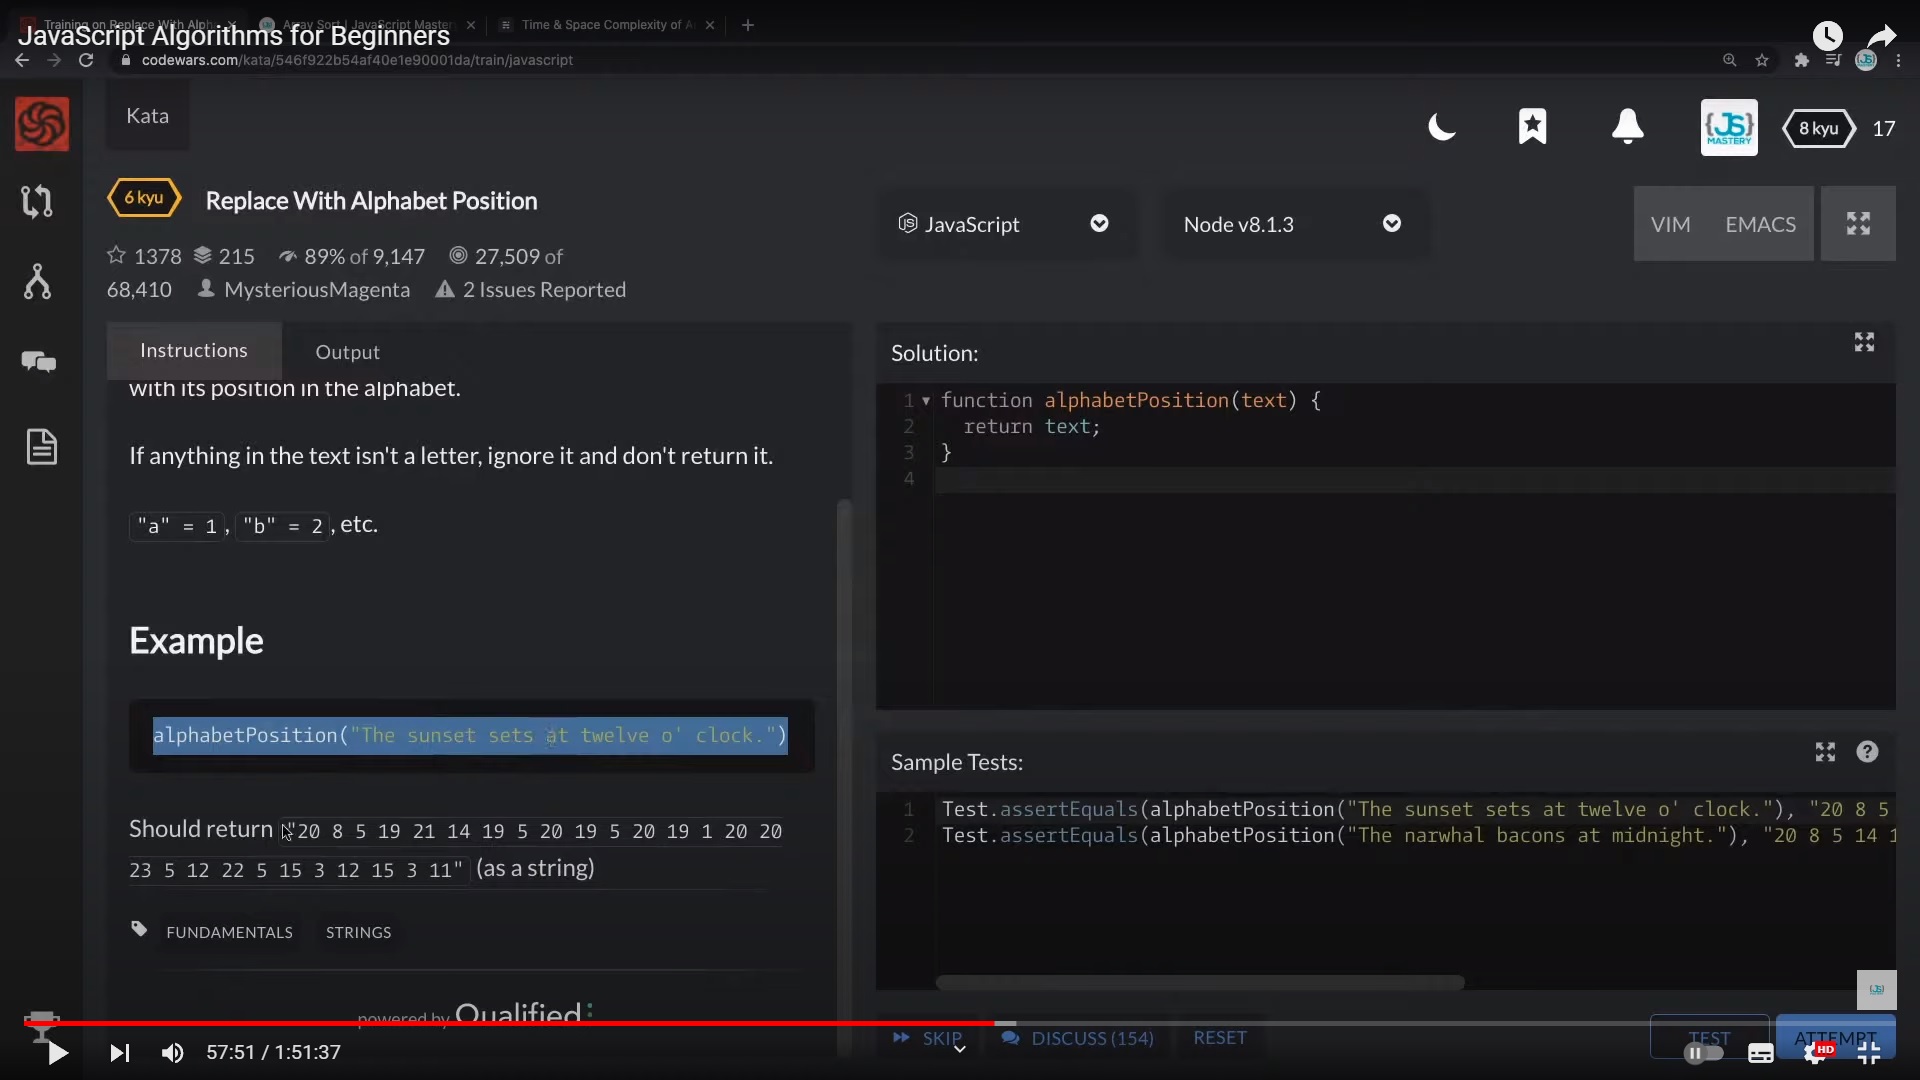 Training on Replace With Alph
Array Sort | JavaScript Master
Time & Space Complexity of A
JavaScript Algorithms for Beginners
codewars.com/kata/546f922b54af40e1e90001da/train/javascript
Kata
JS
MASTERY
8 kyu
17
6 kyu
Replace With Alphabet Position
JavaScript
Node v8.1.3
VIM
EMACS
1378 215 89% of 9,147 27,509 of
68,410 MysteriousMagenta 2 Issues Reported
Instructions
Output
with its position in the alphabet.
If anything in the text isn't a letter, ignore it and don't return it.
"a" = 1, "b" = 2, etc.
Example
alphabetPosition("The sunset sets at twelve o' clock.")
Should return "20 8 5 19 21 14 19 5 20 19 5 20 19 1 20 20
23 5 12 22 5 15 3 12 15 3 11" (as a string)
FUNDAMENTALS
STRINGS
powered by Qualified
Solution:
1 function alphabetPosition(text) {
2 return text;
3 }
4
Sample Tests:
1 Test.assertEquals(alphabetPosition("The sunset sets at twelve o' clock."), "20 8 5
2 Test.assertEquals(alphabetPosition("The narwhal bacons at midnight."), "20 8 5 14 1
SKIP
DISCUSS (154)
RESET
TEST
ATTEMPT
57:51 / 1:51:37
HD